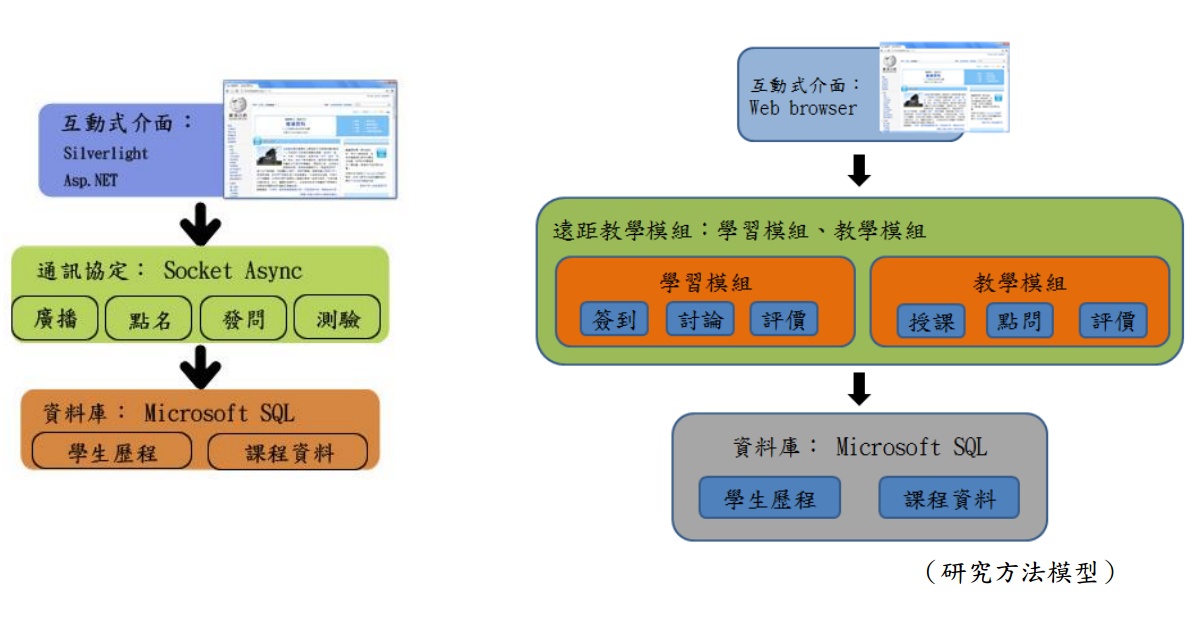 互動式介面：
Silverlight
Asp.NET
通訊協定： Socket Async
廣播 點名 發問 測驗
資料庫： Microsoft SQL
學生歷程 課程資料
互動式介面：
Web browser
遠距教學模組：學習模組、教學模組
學習模組
簽到 討論 評價
教學模組
授課 點問 評價
資料庫： Microsoft SQL
學生歷程 課程資料
（研究方法模型）